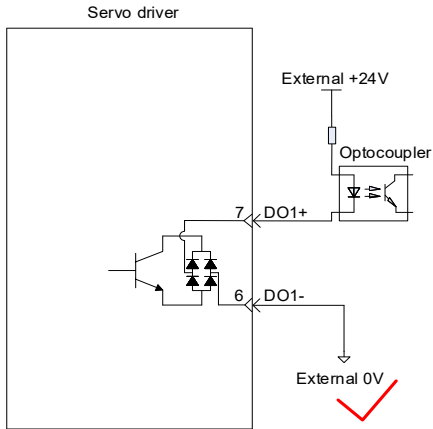 Servo driver
External +24V
Optocoupler
7 DO1+
6 DO1-
External 0V